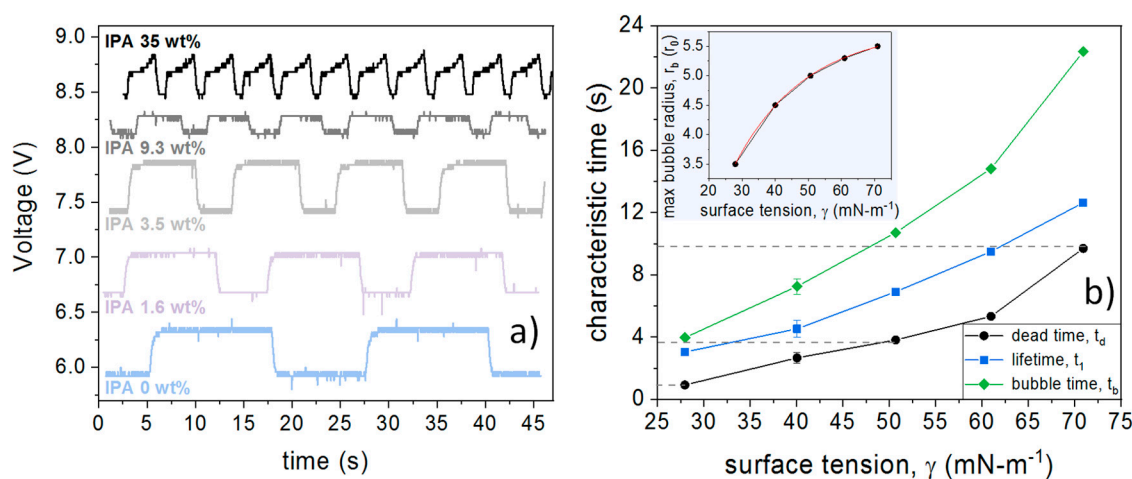 9.0
8.5
8.0
7.5
7.0
6.5
6.0
Voltage (V)
IPA 35 wt%
IPA 9.3 wt%
IPA 3.5 wt%
IPA 1.6 wt%
IPA 0 wt%
a)
0 5 10 15 20 25 30 35 40 45
time (s)
24
20
16
12
8
4
0
characteristic time (s)
max bubble radius, r_b (r_0)
5.5
5.0
4.5
4.0
3.5
20 30 40 50 60 70
surface tension, γ (mN-m⁻¹)
b)
dead time, t_d
lifetime, t_1
bubble time, t_b
25 30 35 40 45 50 55 60 65 70 75
surface tension, γ (mN-m⁻¹)